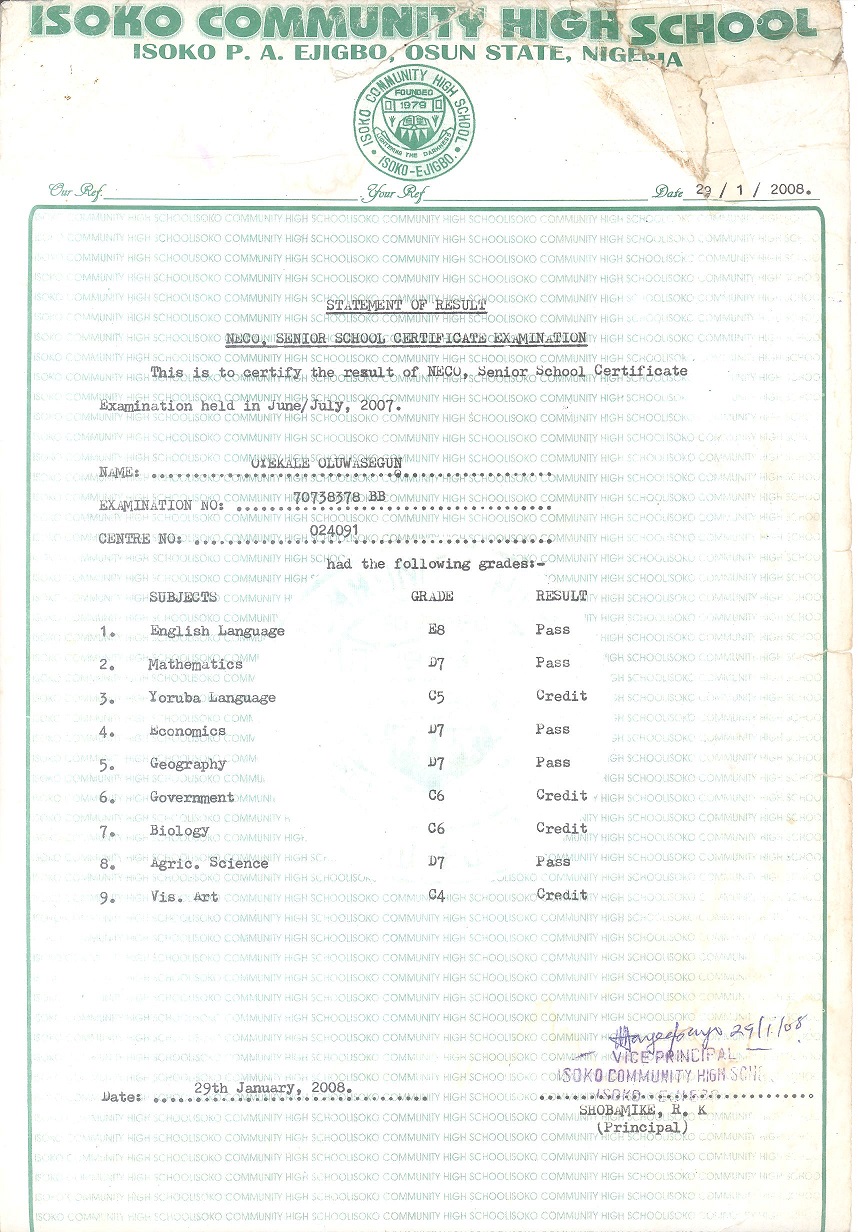 ISOKO COMMUNITY HIGH SCHOOL
ISOKO P. A. EJIGBO, OSUN STATE, NIGERIA
ISOKO COMMUNITY HIGH SCHOOL
FOUNDED
1979
LIGHTENING THE DARKNESS
ISOKO-EJIGBO.
Our Ref. Your Ref Date 29 / 1 / 2008.
STATEMENT OF RESULT
NECO, SENIOR SCHOOL CERTIFICATE EXAMINATION
This is to certify the result of NECO, Senior School Certificate
Examination held in June/July, 2007.
NAME: OYEKALE OLUWASEGUN
EXAMINATION NO: 70738378 BB
CENTRE NO: 024091
had the following grades:-
SUBJECTS GRADE RESULT
1. English Language E8 Pass
2. Mathematics D7 Pass
3. Yoruba Language C5 Credit
4. Economics D7 Pass
5. Geography D7 Pass
6. Government C6 Credit
7. Biology C6 Credit
8. Agric. Science D7 Pass
9. Vis. Art C4 Credit
29/1/08
VICE PRINCIPAL
ISOKO COMMUNITY HIGH
ISOKO - EJIGBO
Date: 29th January, 2008.
SHOBAMIKE, R. K
(Principal)